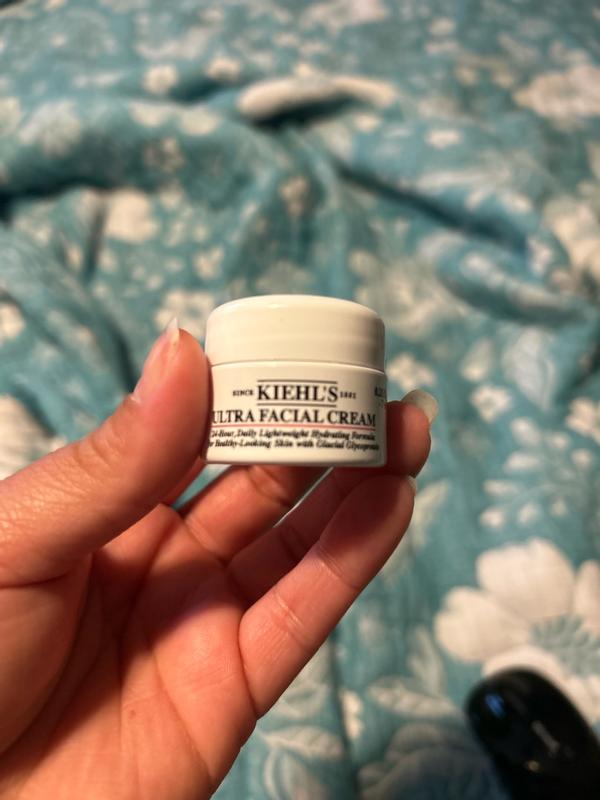 SINCE KIEHL'S 1851
ULTRA FACIAL CREAM
24-Hour, Daily Lightweight Hydrating Formula
Healthy-Looking Skin with Glacial